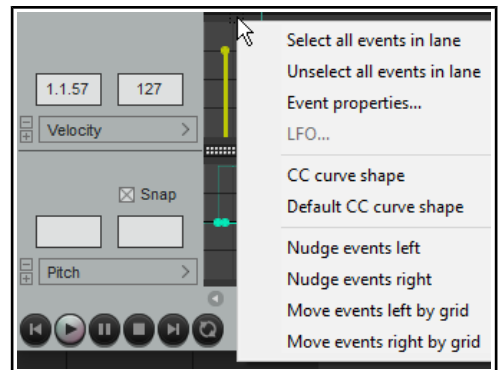 1.1.57 127
Velocity
Snap
Pitch
Select all events in lane
Unselect all events in lane
Event properties...
LFO...
CC curve shape
Default CC curve shape
Nudge events left
Nudge events right
Move events left by grid
Move events right by grid